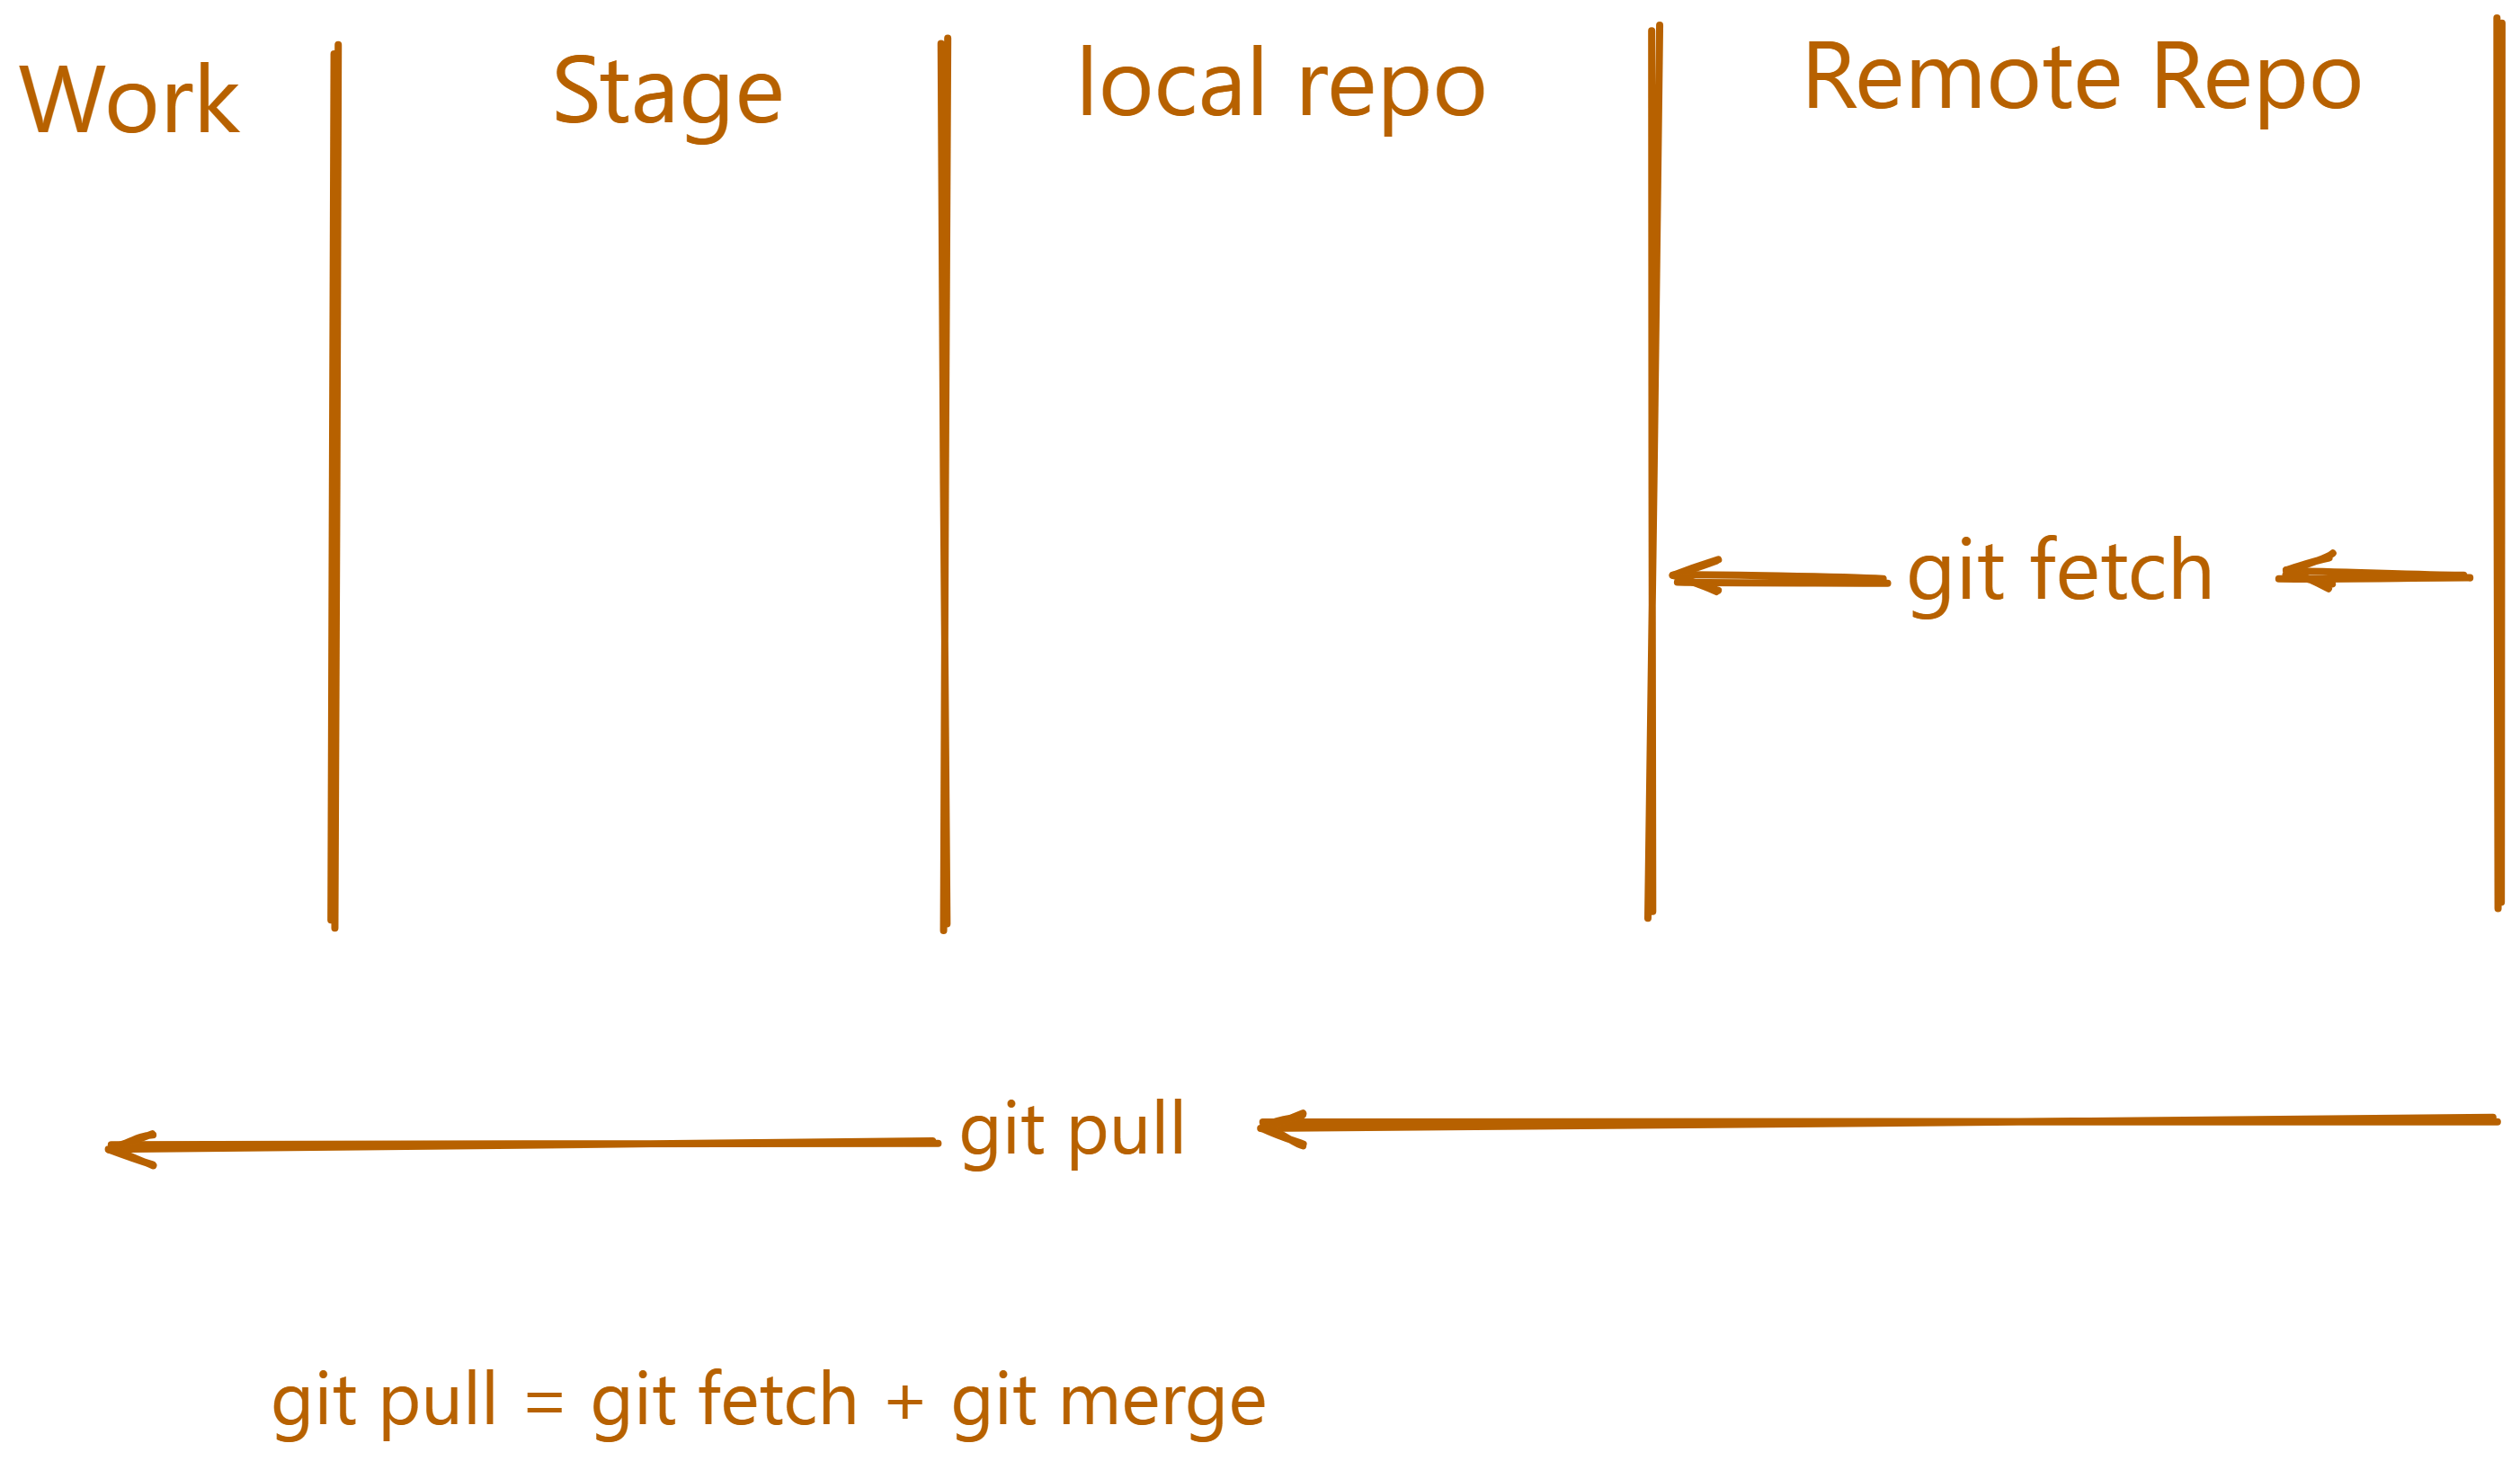 Work
Stage
local repo
Remote Repo
git fetch
git pull
git pull = git fetch + git merge